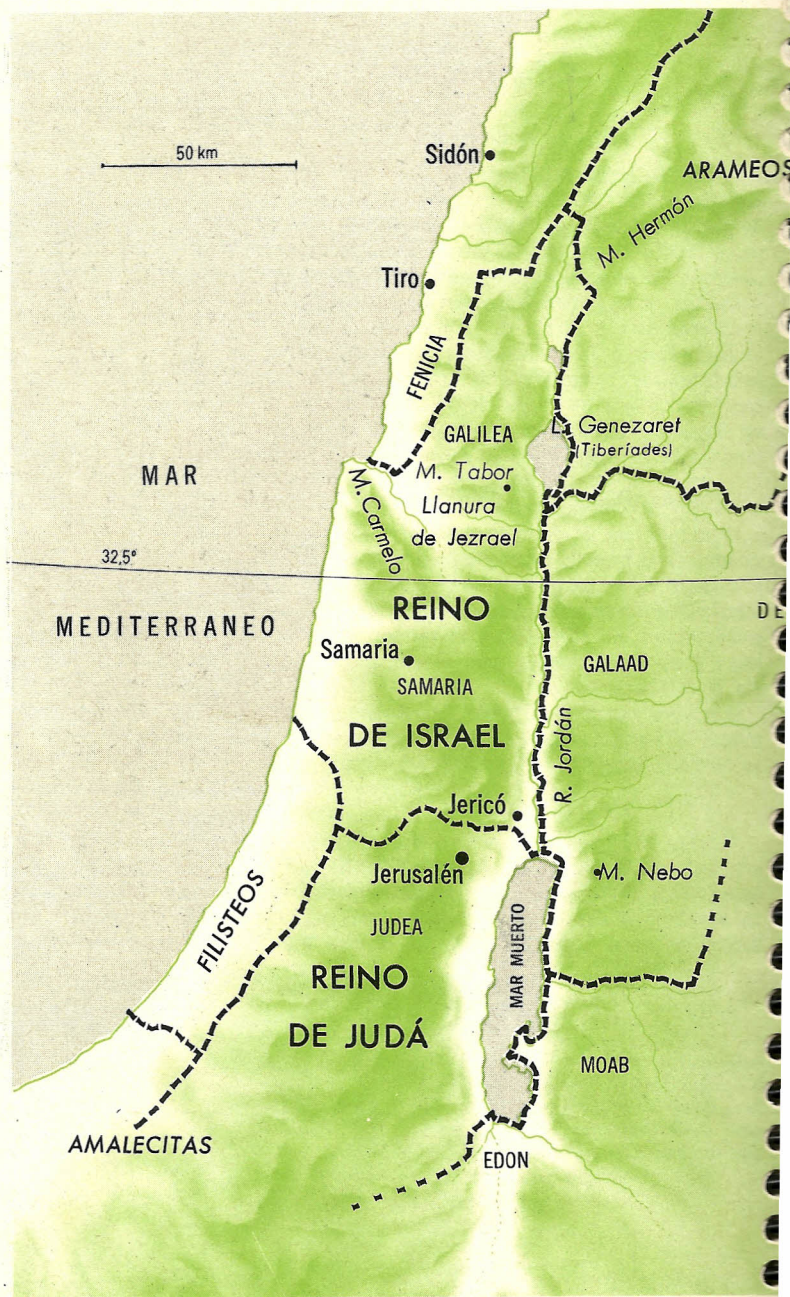 50 km
Sidón
ARAMEOS
M. Hermón
Tiro
FENICIA
GALILEA
L. Genezaret
(Tiberíades)
MAR
M. Tabor
Llanura
de Jezrael
M. Carmelo
32,5°
REINO
MEDITERRANEO
DE
Samaria
GALAAD
SAMARIA
DE ISRAEL
R. Jordán
Jericó
Jerusalén
M. Nebo
FILISTEOS
JUDEA
MAR MUERTO
REINO
DE JUDÁ
MOAB
AMALECITAS
EDON